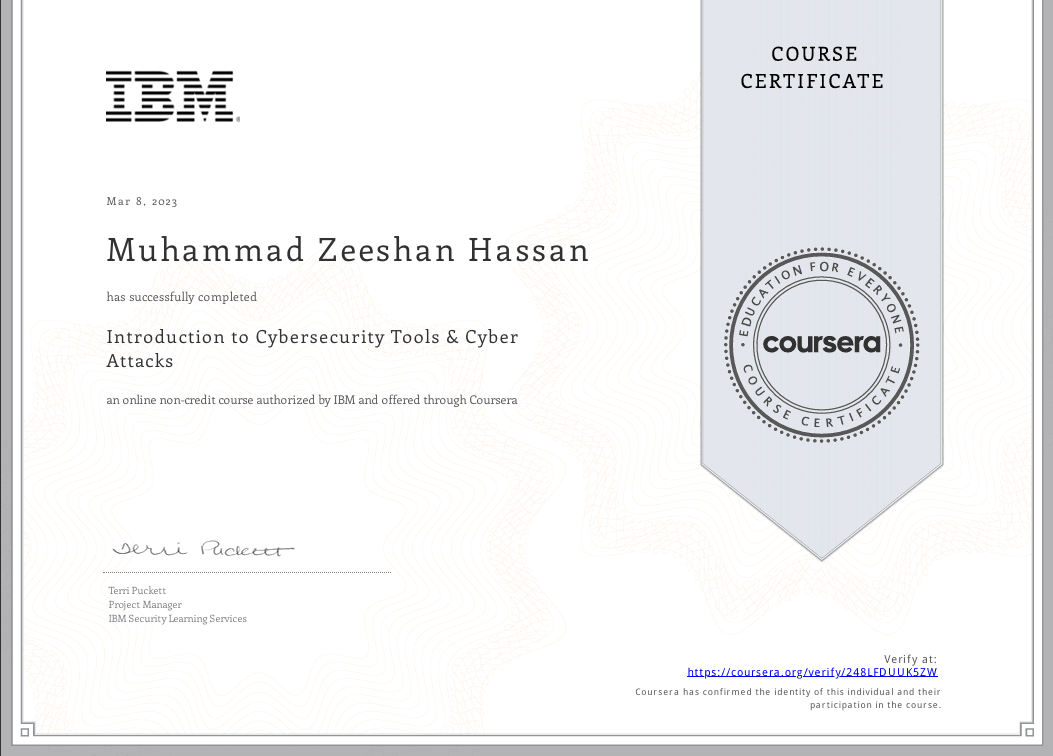 COURSE
CERTIFICATE
IBM
Mar 8, 2023
Muhammad Zeeshan Hassan
has successfully completed
Introduction to Cybersecurity Tools & Cyber
Attacks
an online non-credit course authorized by IBM and offered through Coursera
EDUCATION FOR EVERYONE
coursera
COURSE CERTIFICATE
Terri Puckett
Terri Puckett
Project Manager
IBM Security Learning Services
Verify at:
https://coursera.org/verify/248LFDUUK5ZW
Coursera has confirmed the identity of this individual and their
participation in the course.